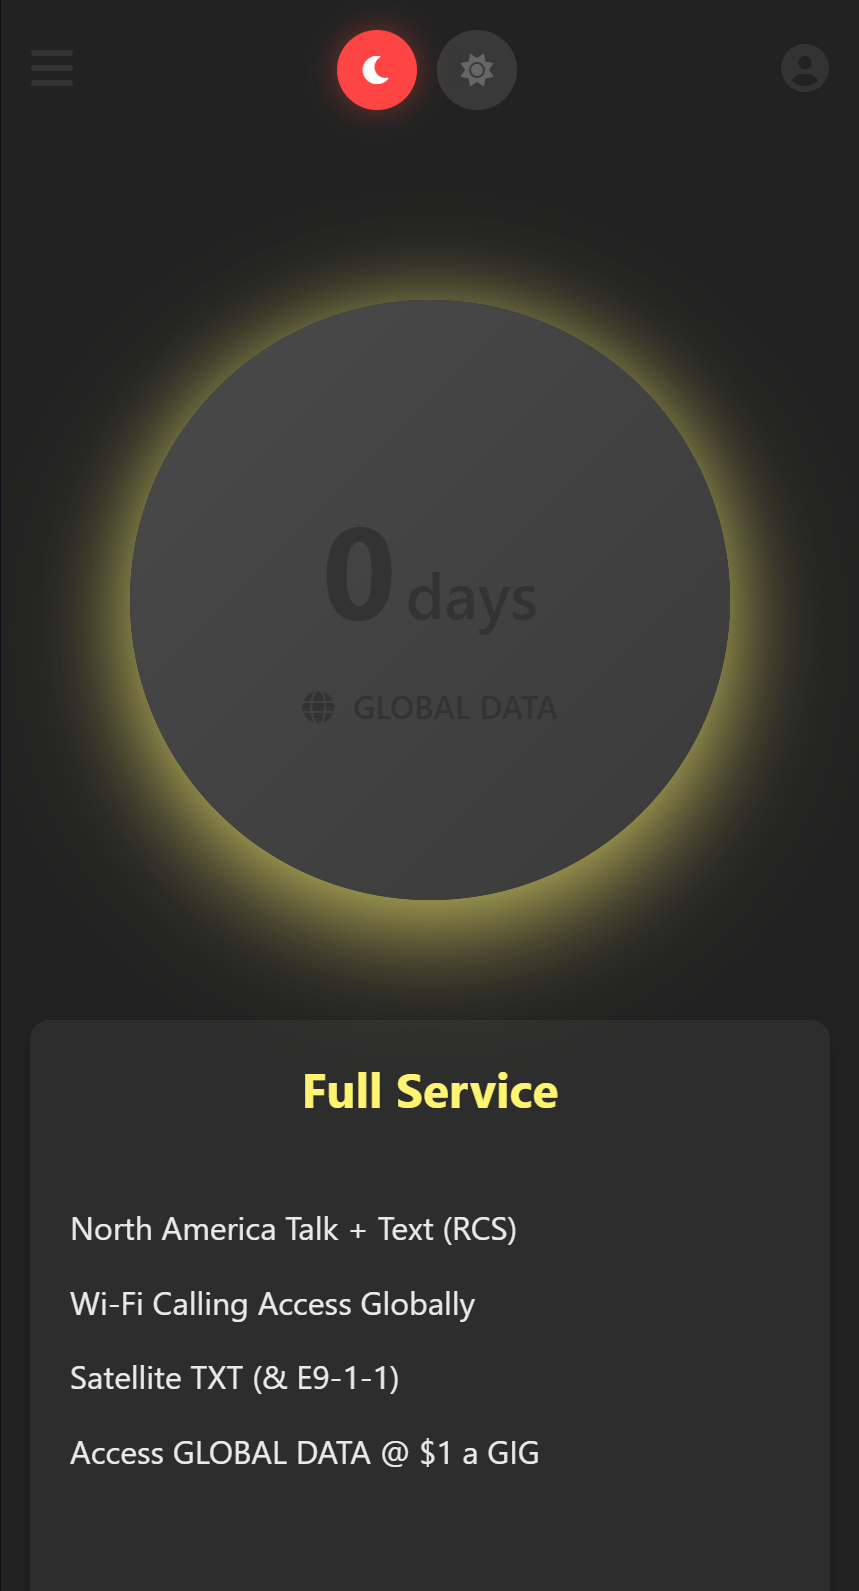 0 days
GLOBAL DATA
Full Service
North America Talk + Text (RCS)
Wi-Fi Calling Access Globally
Satellite TXT (& E9-1-1)
Access GLOBAL DATA @ $1 a GIG